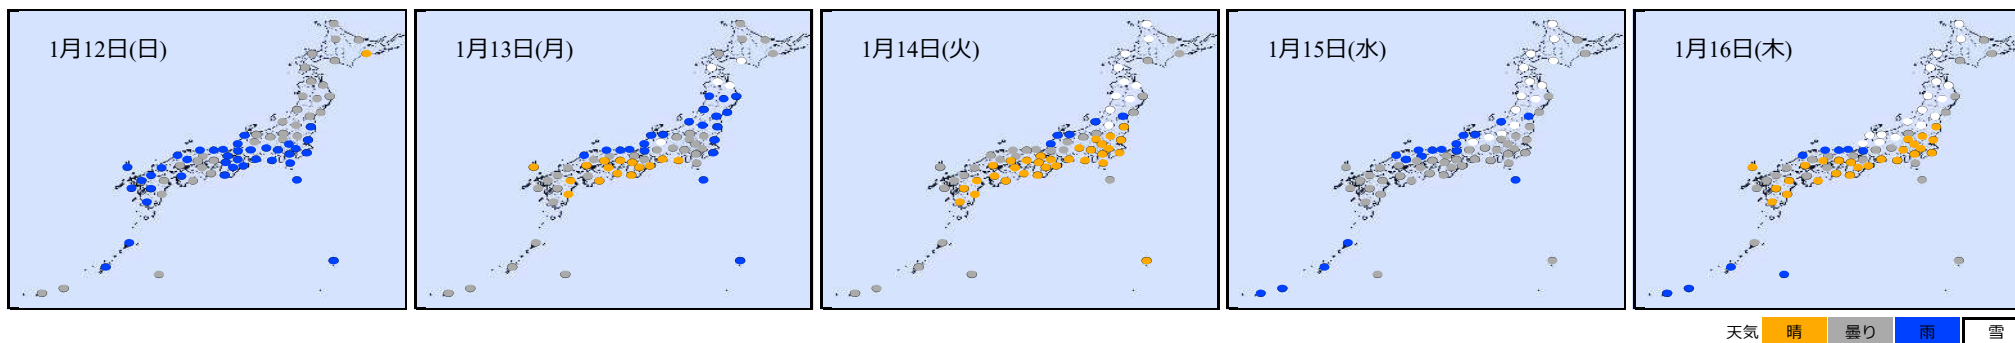 1月12日(日)
1月13日(月)
1月14日(火)
1月15日(水)
1月16日(木)
天気 晴 曇り 雨 雪